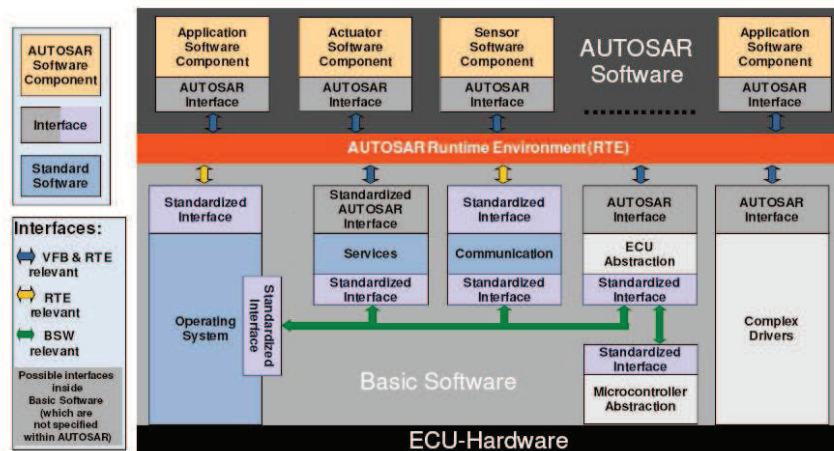 AUTOSAR
Software
Component
Interface
Standard
Software
Interfaces:
VFB & RTE
relevant
RTE
relevant
BSW
relevant
Possible interfaces
inside
Basic Software
(which are
not specified
within AUTOSAR)
Application
Software
Component
AUTOSAR
Interface
Actuator
Software
Component
AUTOSAR
Interface
Sensor
Software
Component
AUTOSAR
Interface
AUTOSAR
Software
Application
Software
Component
AUTOSAR
Interface
AUTOSAR Runtime Environment (RTE)
Standardized
Interface
Operating
System
Standardized
Interface
Standardized
AUTOSAR
Interface
Services
Standardized
Interface
Standardized
Interface
Communication
Standardized
Interface
AUTOSAR
Interface
ECU
Abstraction
Standardized
Interface
Standardized
Interface
Microcontroller
Abstraction
AUTOSAR
Interface
Complex
Drivers
Basic Software
ECU-Hardware